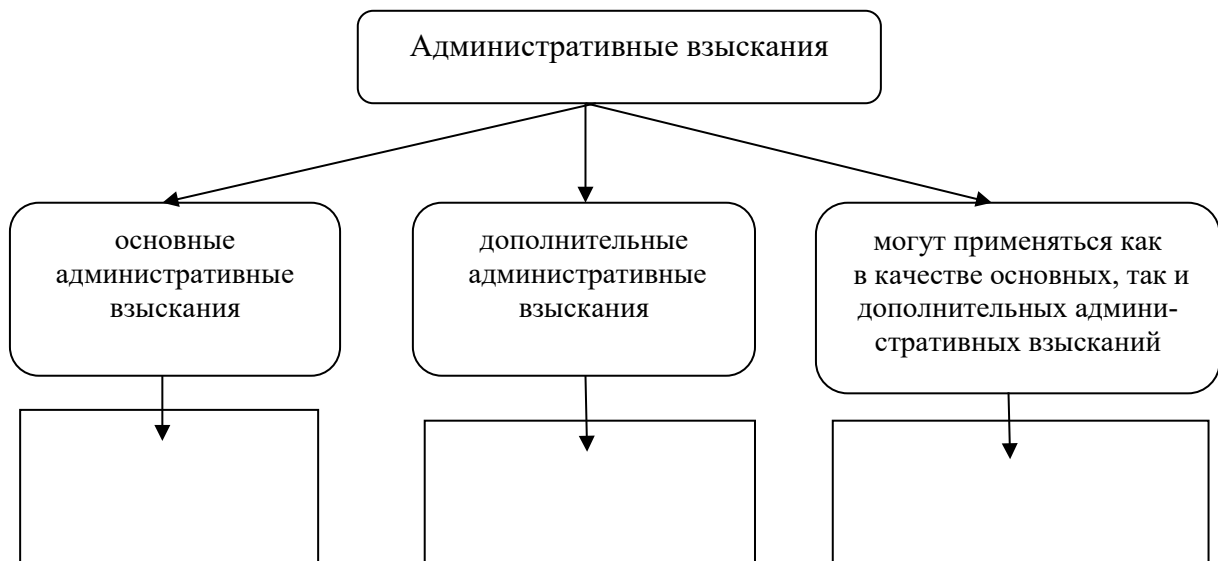 Административные взыскания
основные
административные
взыскания
дополнительные
административные
взыскания
могут применяться как
в качестве основных, так и
дополнительных админи-
стративных взысканий